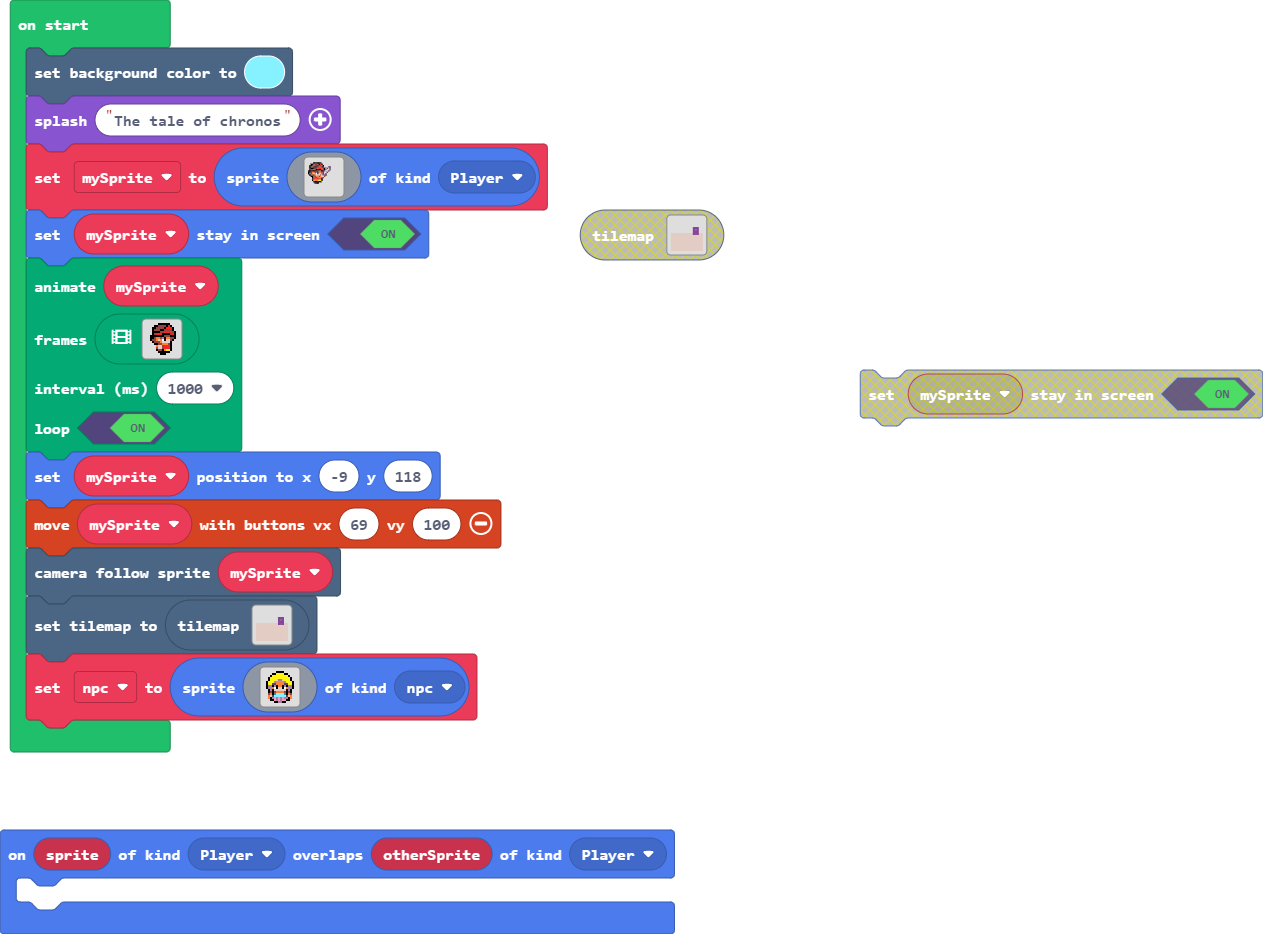 on start
set background color to
splash "The tale of chronos"
set mySprite to sprite of kind Player
set mySprite stay in screen ON
tilemap
animate mySprite
frames
interval (ms) 1000
set mySprite stay in screen ON
loop ON
set mySprite position to x -9 y 118
move mySprite with buttons vx 69 vy 100
camera follow sprite mySprite
set tilemap to tilemap
set npc to sprite of kind npc
on sprite of kind Player overlaps otherSprite of kind Player